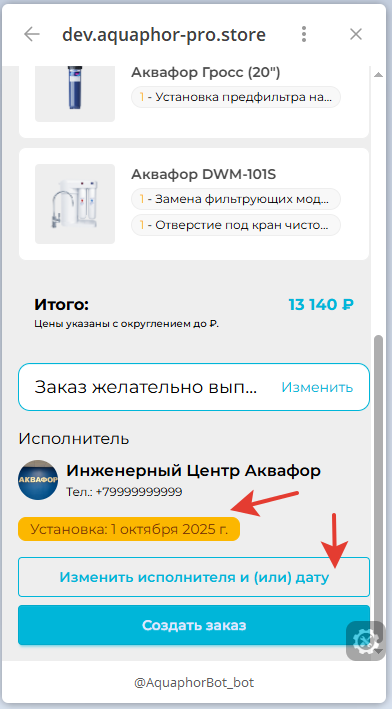 dev.aquaphor-pro.store
Аквафор Гросс (20")
1 - Установка предфильтра на...
Аквафор DWM-101S
1 - Замена фильтрующих мод...
1 - Отверстие под кран чисто...
Итого: 13 140 ₽
Цены указаны с округлением до ₽.
Заказ желательно вып... Изменить
Исполнитель
АКВАФОР
Инженерный Центр Аквафор
Тел.: +79999999999
Установка: 1 октября 2025 г.
Изменить исполнителя и (или) дату
Создать заказ
@AquaphorBot_bot